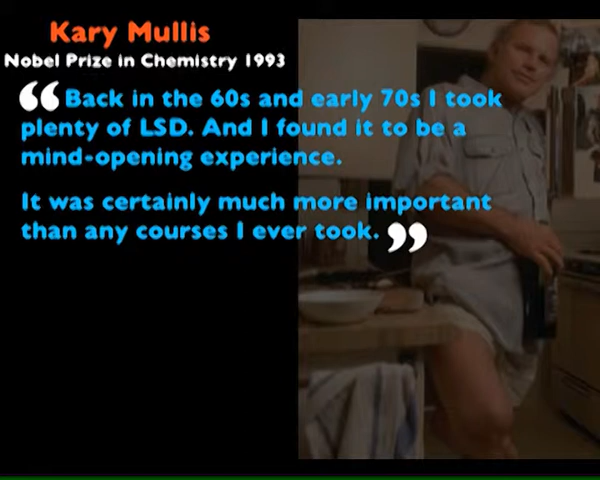 Kary Mullis
Nobel Prize in Chemistry 1993
“Back in the 60s and early 70s I took
plenty of LSD. And I found it to be a
mind-opening experience.
It was certainly much more important
than any courses I ever took.”